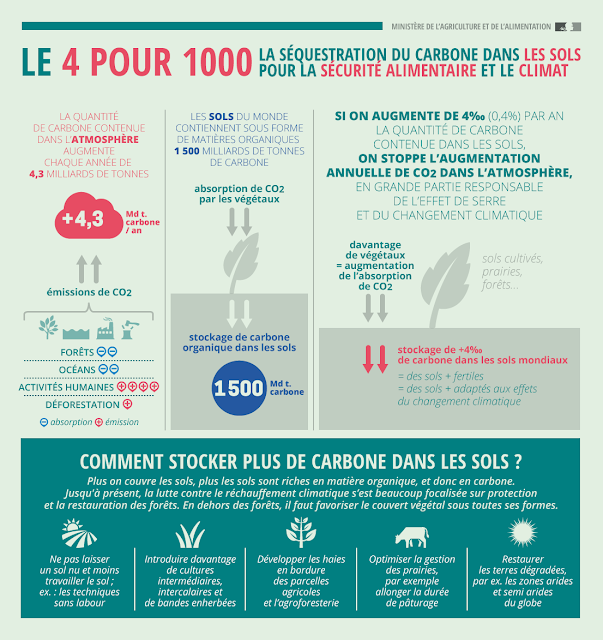 MINISTÈRE DE L'AGRICULTURE ET DE L'ALIMENTATION
LE 4 POUR 1000
LA SÉQUESTRATION DU CARBONE DANS LES SOLS
POUR LA SÉCURITÉ ALIMENTAIRE ET LE CLIMAT
LA QUANTITÉ
DE CARBONE CONTENUE
DANS L'ATMOSPHÈRE
AUGMENTE
CHAQUE ANNÉE DE
4,3 MILLIARDS DE TONNES
+4,3
Md t.
carbone
/ an
émissions de CO2
FORÊTS
OCÉANS
ACTIVITÉS HUMAINES
DÉFORESTATION
absorption émission
LES SOLS DU MONDE
CONTIENNENT SOUS FORME
DE MATIÈRES ORGANIQUES
1 500 MILLIARDS DE TONNES
DE CARBONE
absorption de CO2
par les végétaux
stockage de carbone
organique dans les sols
1500
Md t.
carbone
SI ON AUGMENTE DE 4‰ (0,4%) PAR AN
LA QUANTITÉ DE CARBONE
CONTENUE DANS LES SOLS,
ON STOPPE L'AUGMENTATION
ANNUELLE DE CO2 DANS L'ATMOSPHÈRE,
EN GRANDE PARTIE RESPONSABLE
DE L'EFFET DE SERRE
ET DU CHANGEMENT CLIMATIQUE
davantage
de végétaux
= augmentation
de l'absorption
de CO2
sols cultivés,
prairies,
forêts...
stockage de +4‰
de carbone dans les sols mondiaux
= des sols + fertiles
= des sols + adaptés aux effets
du changement climatique
COMMENT STOCKER PLUS DE CARBONE DANS LES SOLS ?
Plus on couvre les sols, plus les sols sont riches en matière organique, et donc en carbone.
Jusqu'à présent, la lutte contre le réchauffement climatique s'est beaucoup focalisée sur protection
et la restauration des forêts. En dehors des forêts, il faut favoriser le couvert végétal sous toutes ses formes.
Ne pas laisser
un sol nu et moins
travailler le sol ;
ex. : les techniques
sans labour
Introduire davantage
de cultures
intermédiaires,
intercalaires et
de bandes enherbées
Développer les haies
en bordure
des parcelles
agricoles
et l'agroforesterie
Optimiser la gestion
des prairies,
par exemple
allonger la durée
de pâturage
Restaurer
les terres dégradées,
par ex. les zones arides
et semi arides
du globe